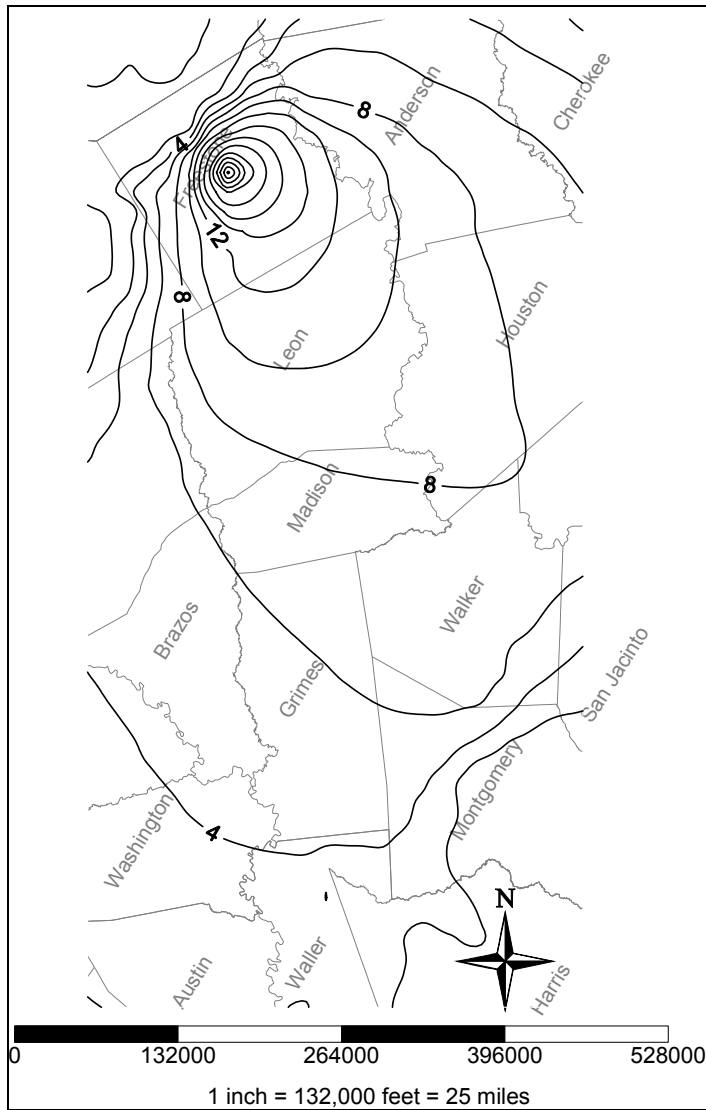 Cherokee
Anderson
8
4
Freestone
12
8
Houston
Leon
8
Madison
Walker
Brazos
San Jacinto
Grimes
Montgomery
4
Washington
N
Austin
Waller
Harris
0 132000 264000 396000 528000
1 inch = 132,000 feet = 25 miles